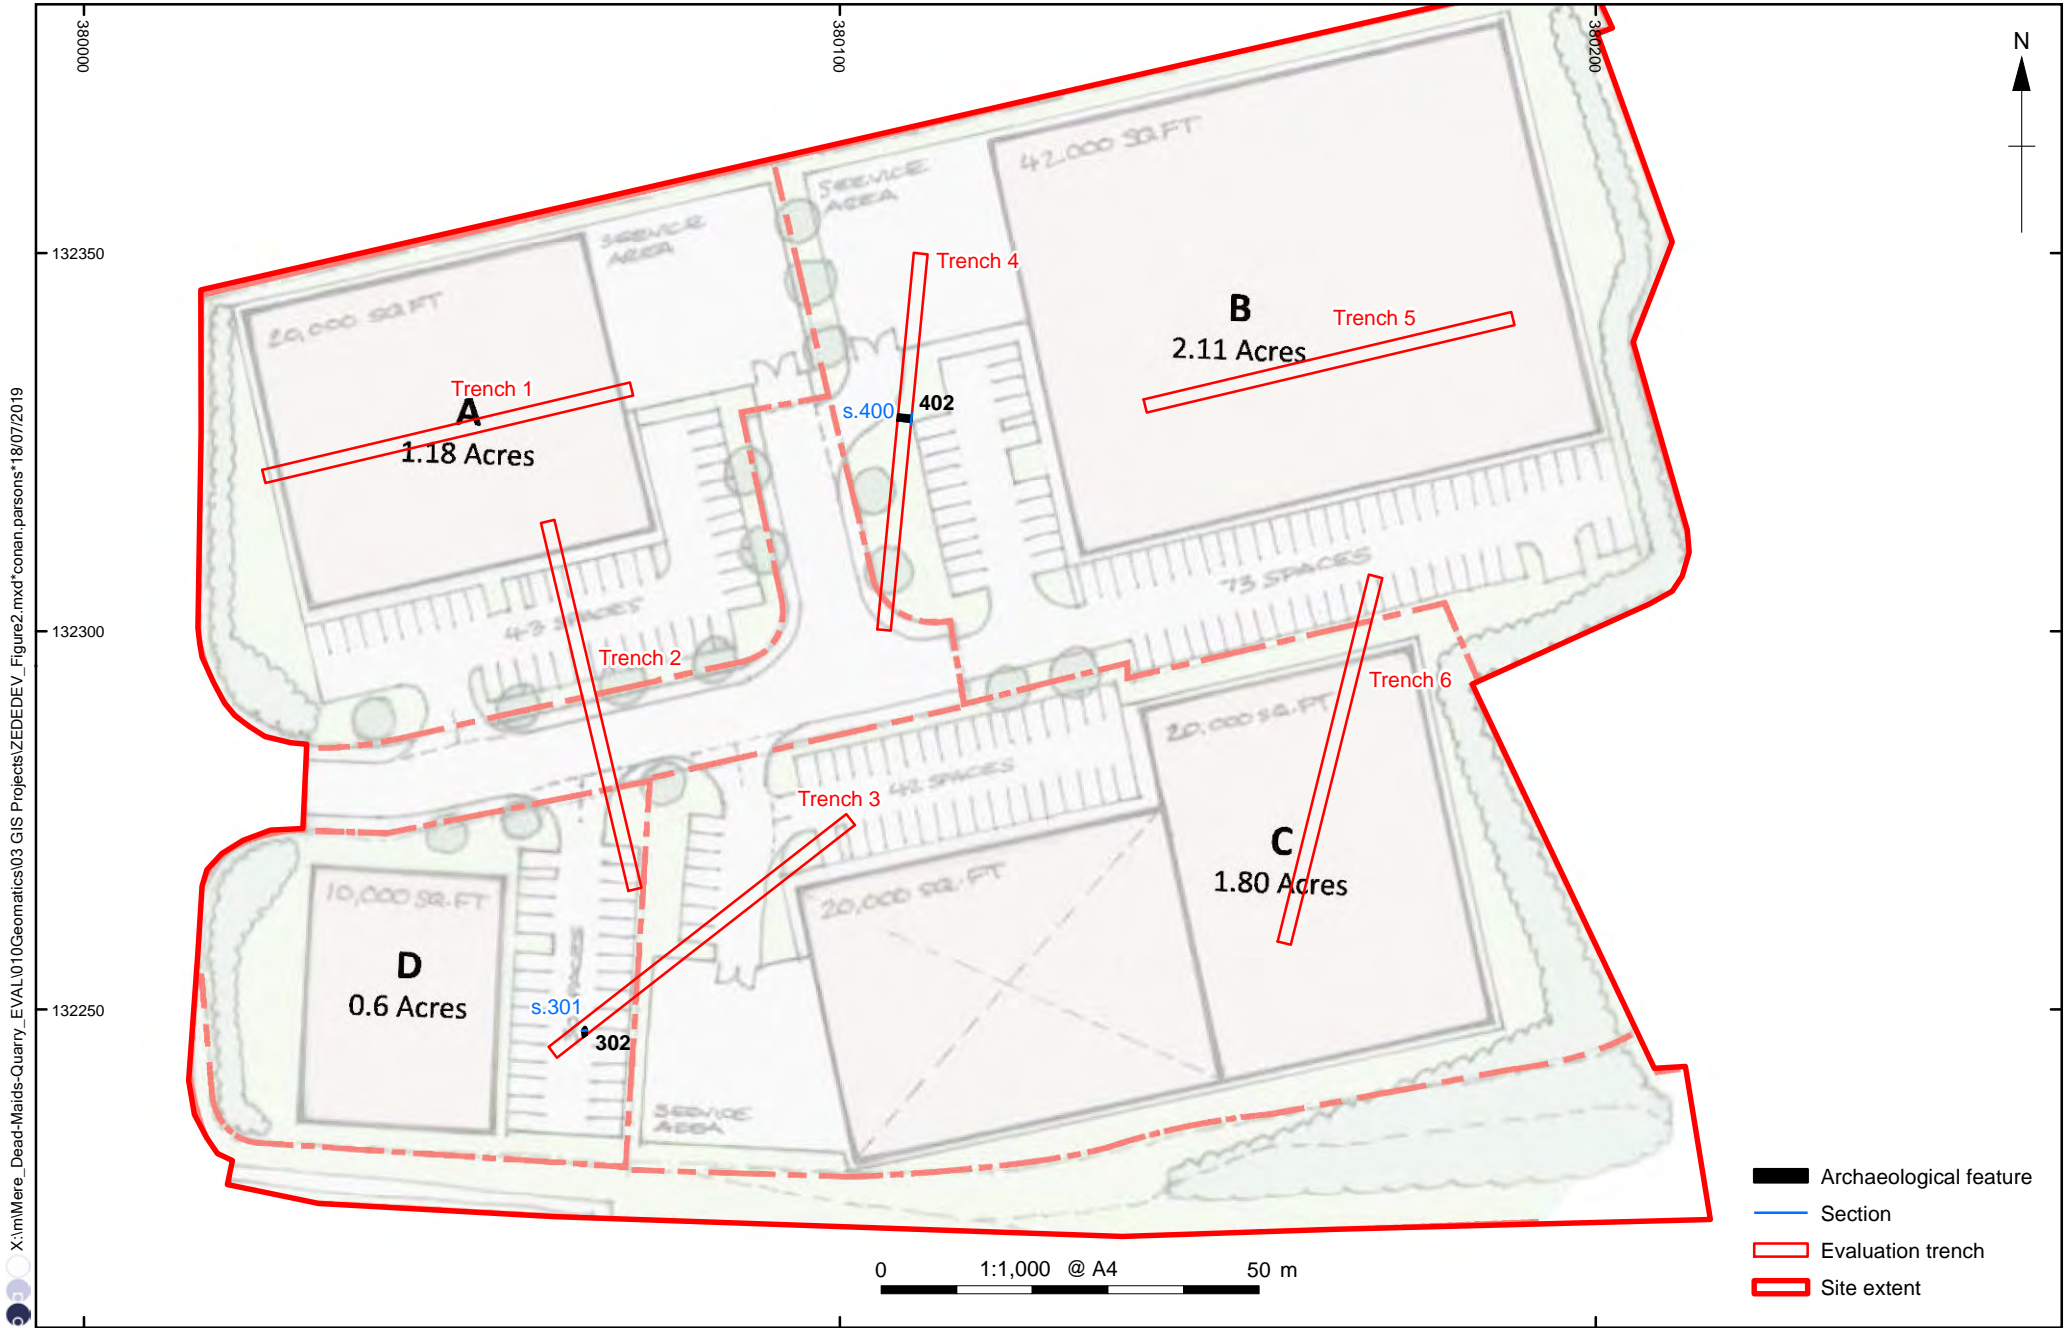 380000
380100
380200
N
132350
132300
132250
42.000 SQ.FT
SERVICE
AREA
SERVICE
AREA
20,000 SQ FT
Trench 4
B
2.11 Acres
Trench 5
Trench 1
A
1.18 Acres
s.400
402
73 SPACES
43 SPACES
Trench 2
Trench 6
20,000 SQ.FT
42 SPACES
Trench 3
C
1.80 Acres
20,000 SQ.FT
10,000 SQ.FT
D
0.6 Acres
s.301
302
SERVICE
AREA
Archaeological feature
Section
Evaluation trench
Site extent
0 1:1,000 @ A4 50 m
X:\m\Mere_Dead-Maids-Quarry_EVAL\010Geomatics\03 GIS Projects\ZEDEDEV_Figure2.mxd*conan.parsons*18/07/2019